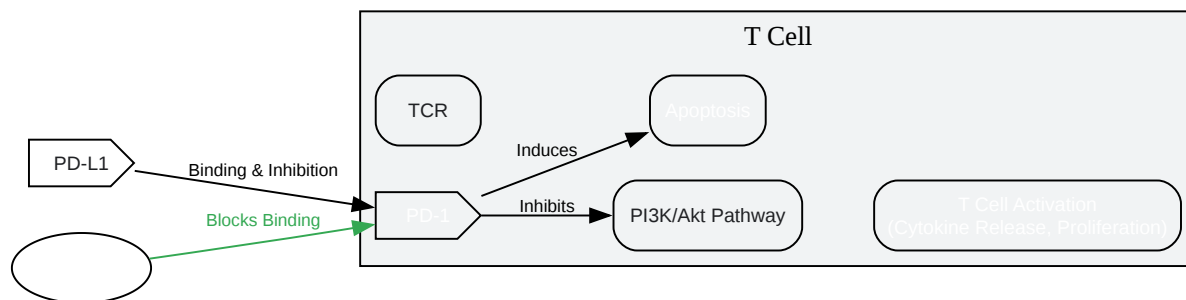 T Cell
TCR
Apoptosis
PD-L1
Binding & Inhibition
Induces
PD-1
Inhibits
PI3K/Akt Pathway
T Cell Activation
(Cytokine Release, Proliferation)
Blocks Binding